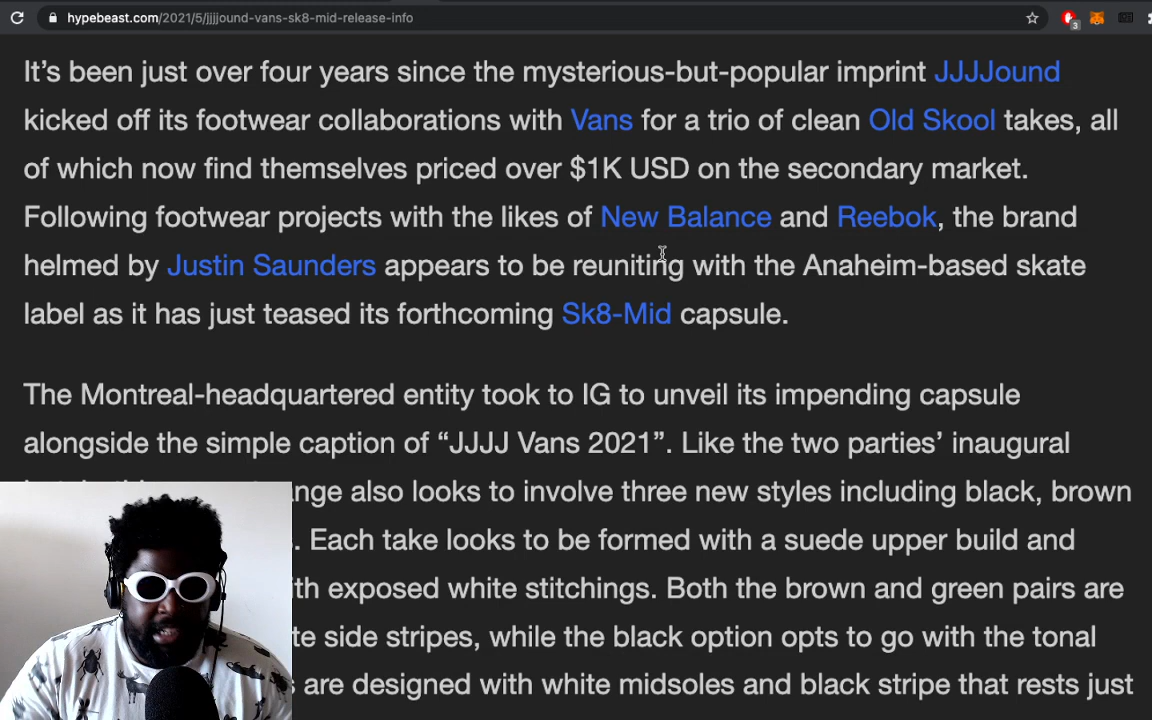 hypebeast.com/2021/5/jjjjound-vans-sk8-mid-release-info
3
It’s been just over four years since the mysterious-but-popular imprint JJJJound
kicked off its footwear collaborations with Vans for a trio of clean Old Skool takes, all
of which now find themselves priced over $1K USD on the secondary market.
Following footwear projects with the likes of New Balance and Reebok, the brand
helmed by Justin Saunders appears to be reuniting with the Anaheim-based skate
label as it has just teased its forthcoming Sk8-Mid capsule.
The Montreal-headquartered entity took to IG to unveil its impending capsule
alongside the simple caption of “JJJJ Vans 2021”. Like the two parties’ inaugural
also looks to involve three new styles including black, brown
. Each take looks to be formed with a suede upper build and
exposed white stitchings. Both the brown and green pairs are
side stripes, while the black option opts to go with the tonal
are designed with white midsoles and black stripe that rests just